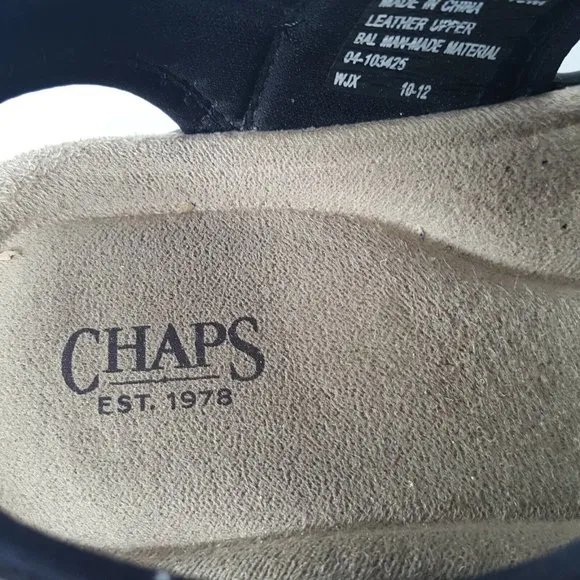 MADE IN CHINA
LEATHER UPPER
BAL MAN-MADE MATERIAL
04-103425
WJX 10-12
CHAPS
EST. 1978